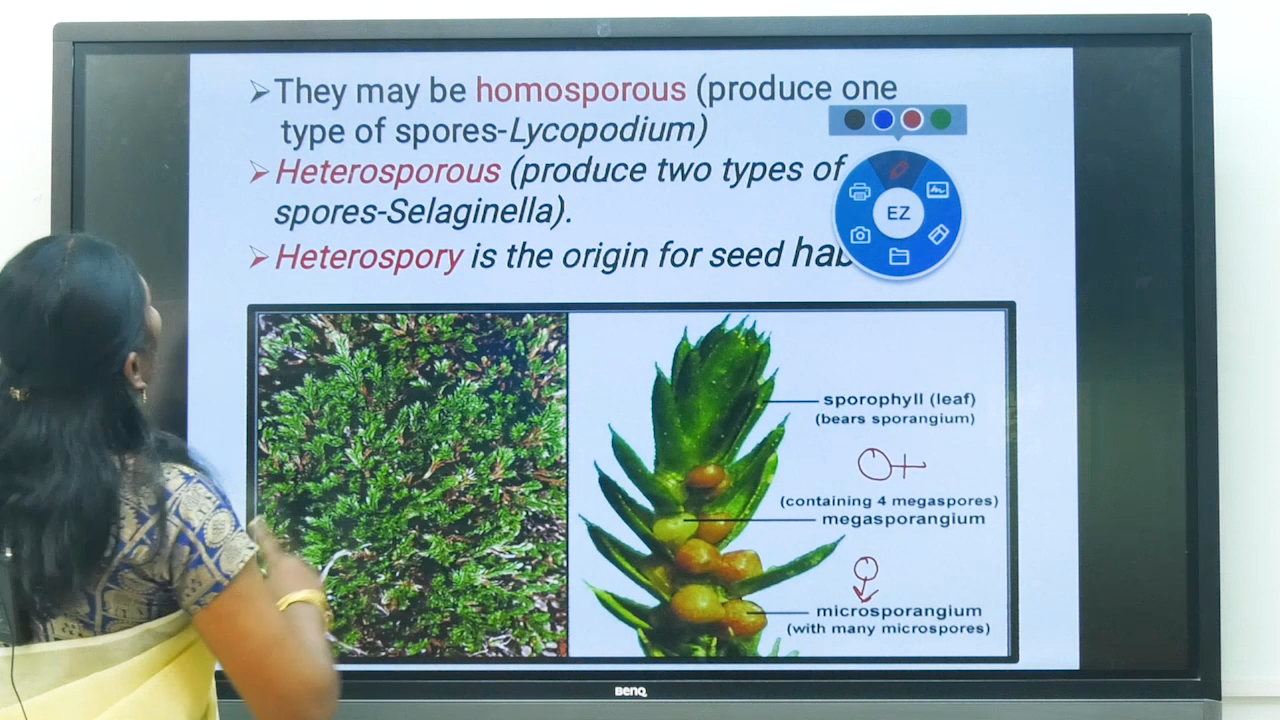 They may be homosporous (produce one
type of spores-Lycopodium)
Heterosporous (produce two types of
spores-Selaginella).
Heterospory is the origin for seed
EZ
sporophyll (leaf)
(bears sporangium)
(containing 4 megaspores)
megasporangium
microsporangium
(with many microspores)
BenQ